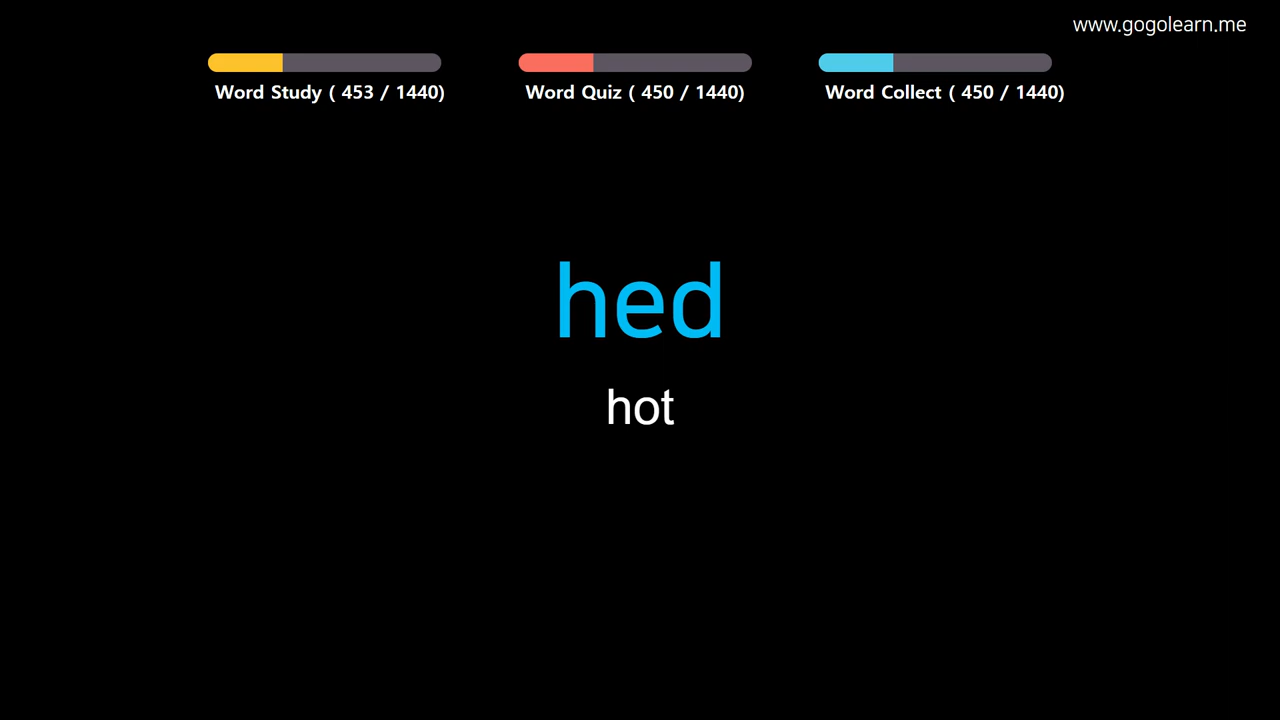 www.gogolearn.me
Word Study ( 453 / 1440)
Word Quiz ( 450 / 1440)
Word Collect ( 450 / 1440)
hed
hot